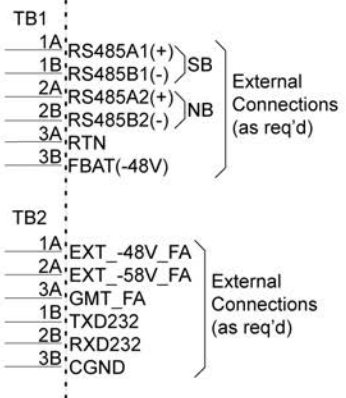 TB1
1A RS485A1(+)
1B RS485B1(-) SB
2A RS485A2(+)
2B RS485B2(-) NB
3A RTN
3B FBAT(-48V)
External
Connections
(as req'd)
TB2
1A EXT_-48V_FA
2A EXT_-58V_FA
3A GMT_FA
1B TXD232
2B RXD232
3B CGND
External
Connections
(as req'd)